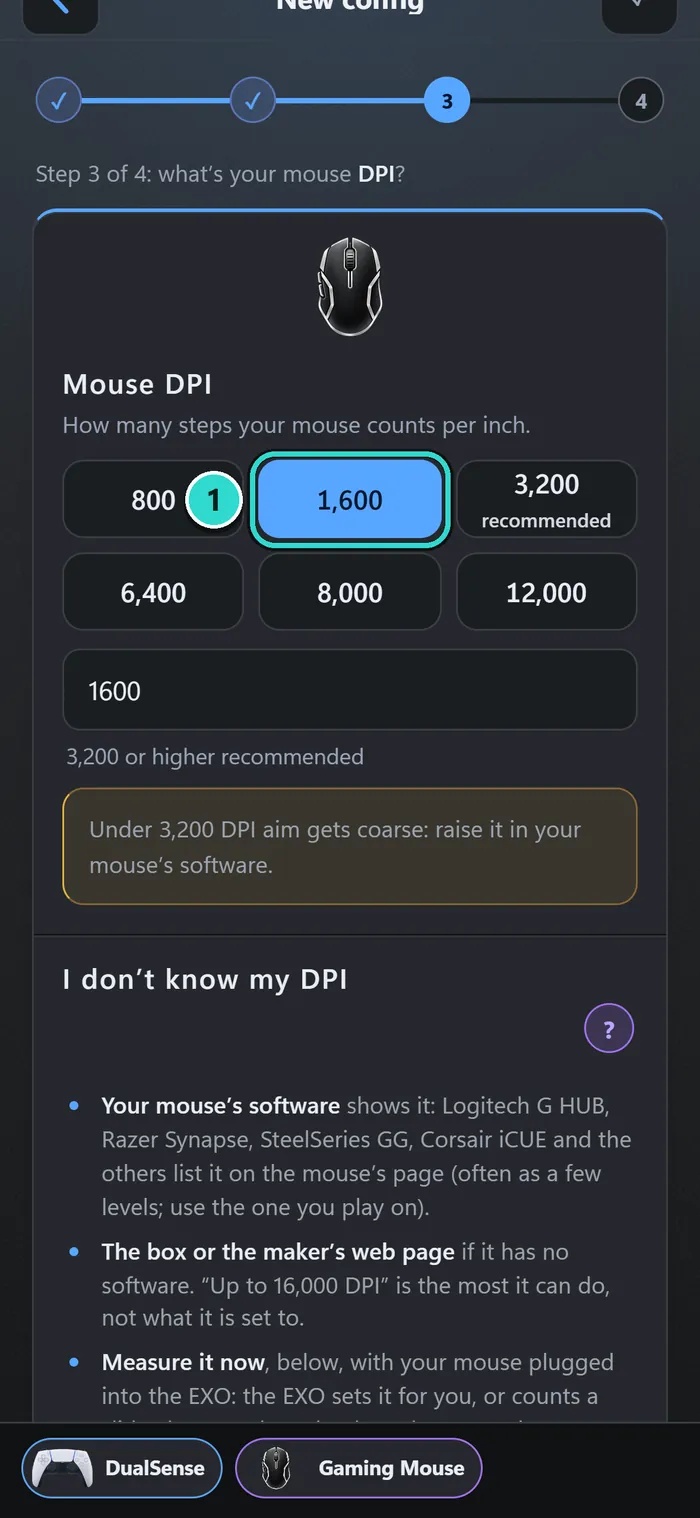 New config
3
4
Step 3 of 4: what's your mouse DPI?
Mouse DPI
How many steps your mouse counts per inch.
800
1
1,600
3,200
recommended
6,400
8,000
12,000
1600
3,200 or higher recommended
Under 3,200 DPI aim gets coarse: raise it in your
mouse's software.
I don't know my DPI
?
Your mouse's software shows it: Logitech G HUB,
Razer Synapse, SteelSeries GG, Corsair iCUE and the
others list it on the mouse's page (often as a few
levels; use the one you play on).
The box or the maker's web page if it has no
software. “Up to 16,000 DPI” is the most it can do,
not what it is set to.
Measure it now, below, with your mouse plugged
into the EXO: the EXO sets it for you, or counts a
DualSense
Gaming Mouse